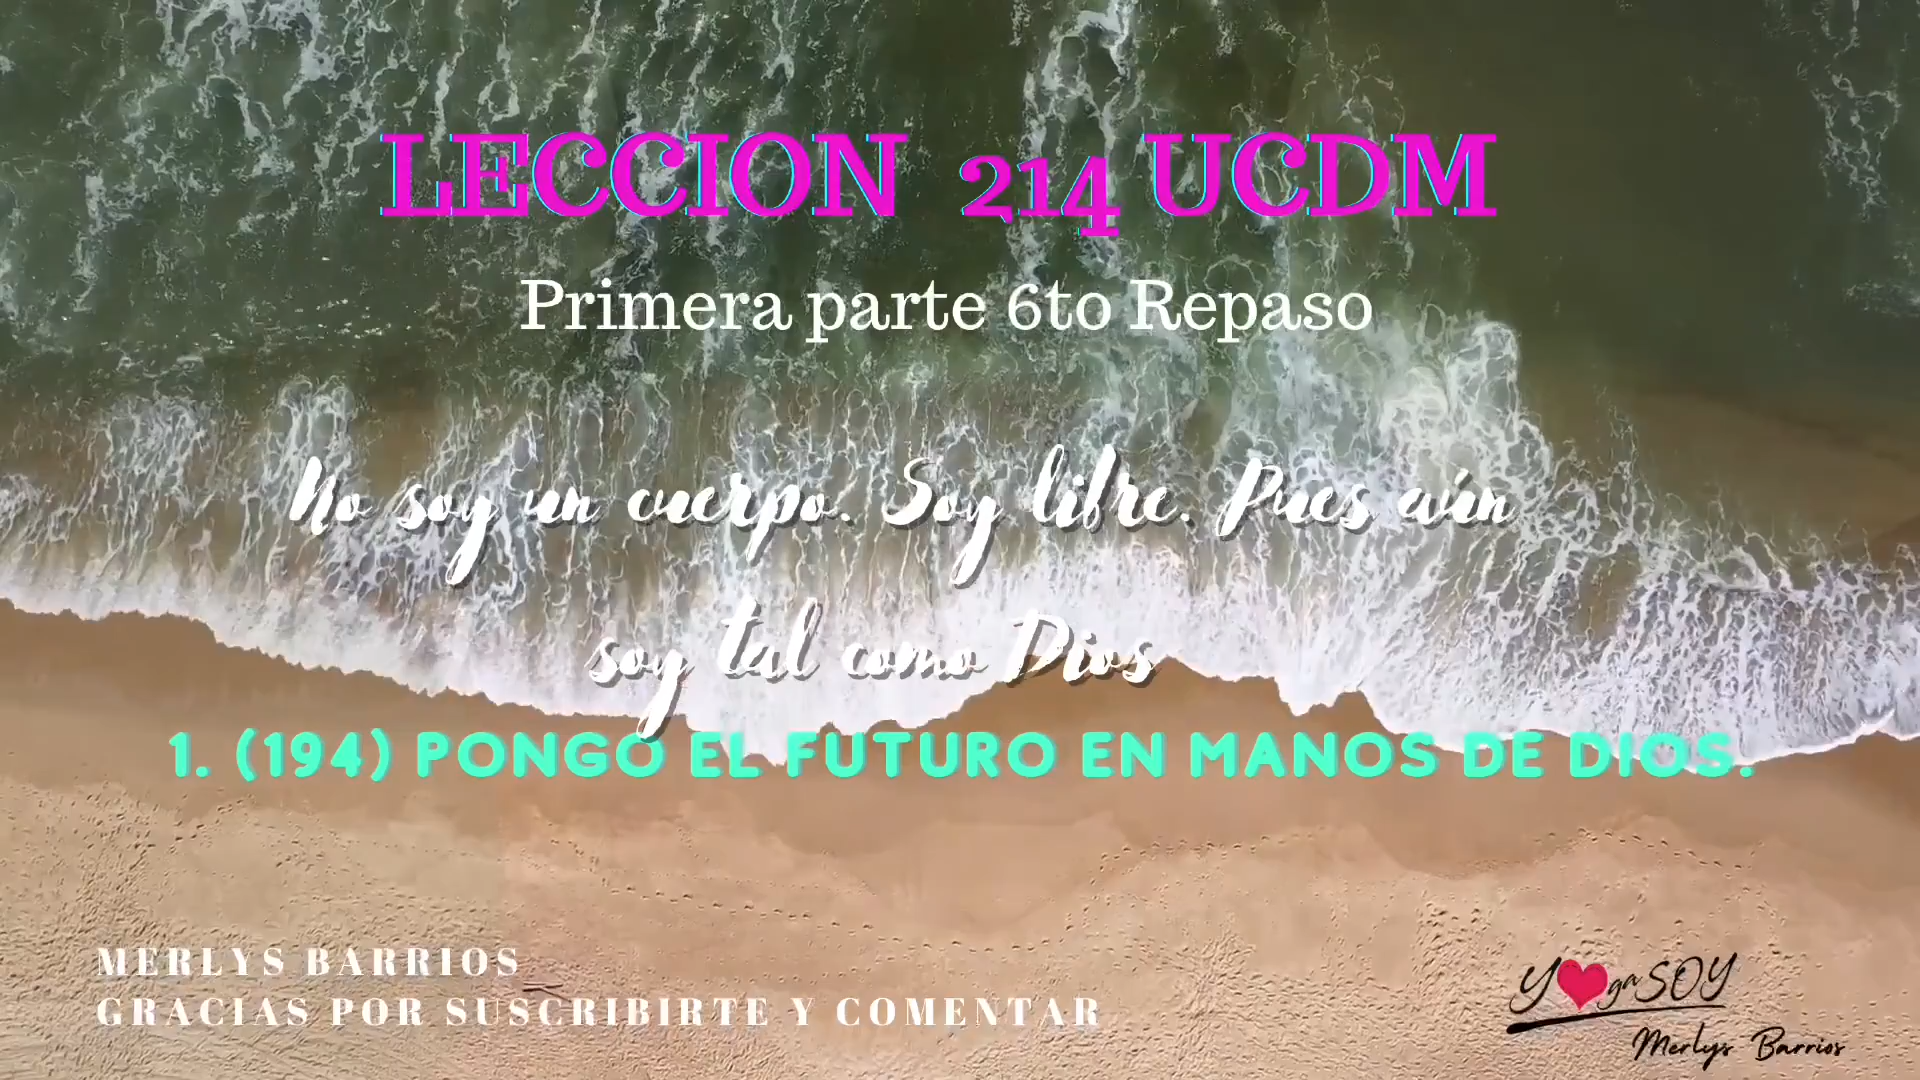 LECCION 214 UCDM
Primera parte 6to Repaso
No soy un cuerpo. Soy libre. Pues aún
soy tal como Dios
1. (194) PONGO EL FUTURO EN MANOS DE DIOS.
MERLYS BARRIOS
GRACIAS POR SUSCRIBIRTE Y COMENTAR
Y❤gaSOY
Merlys Barrios